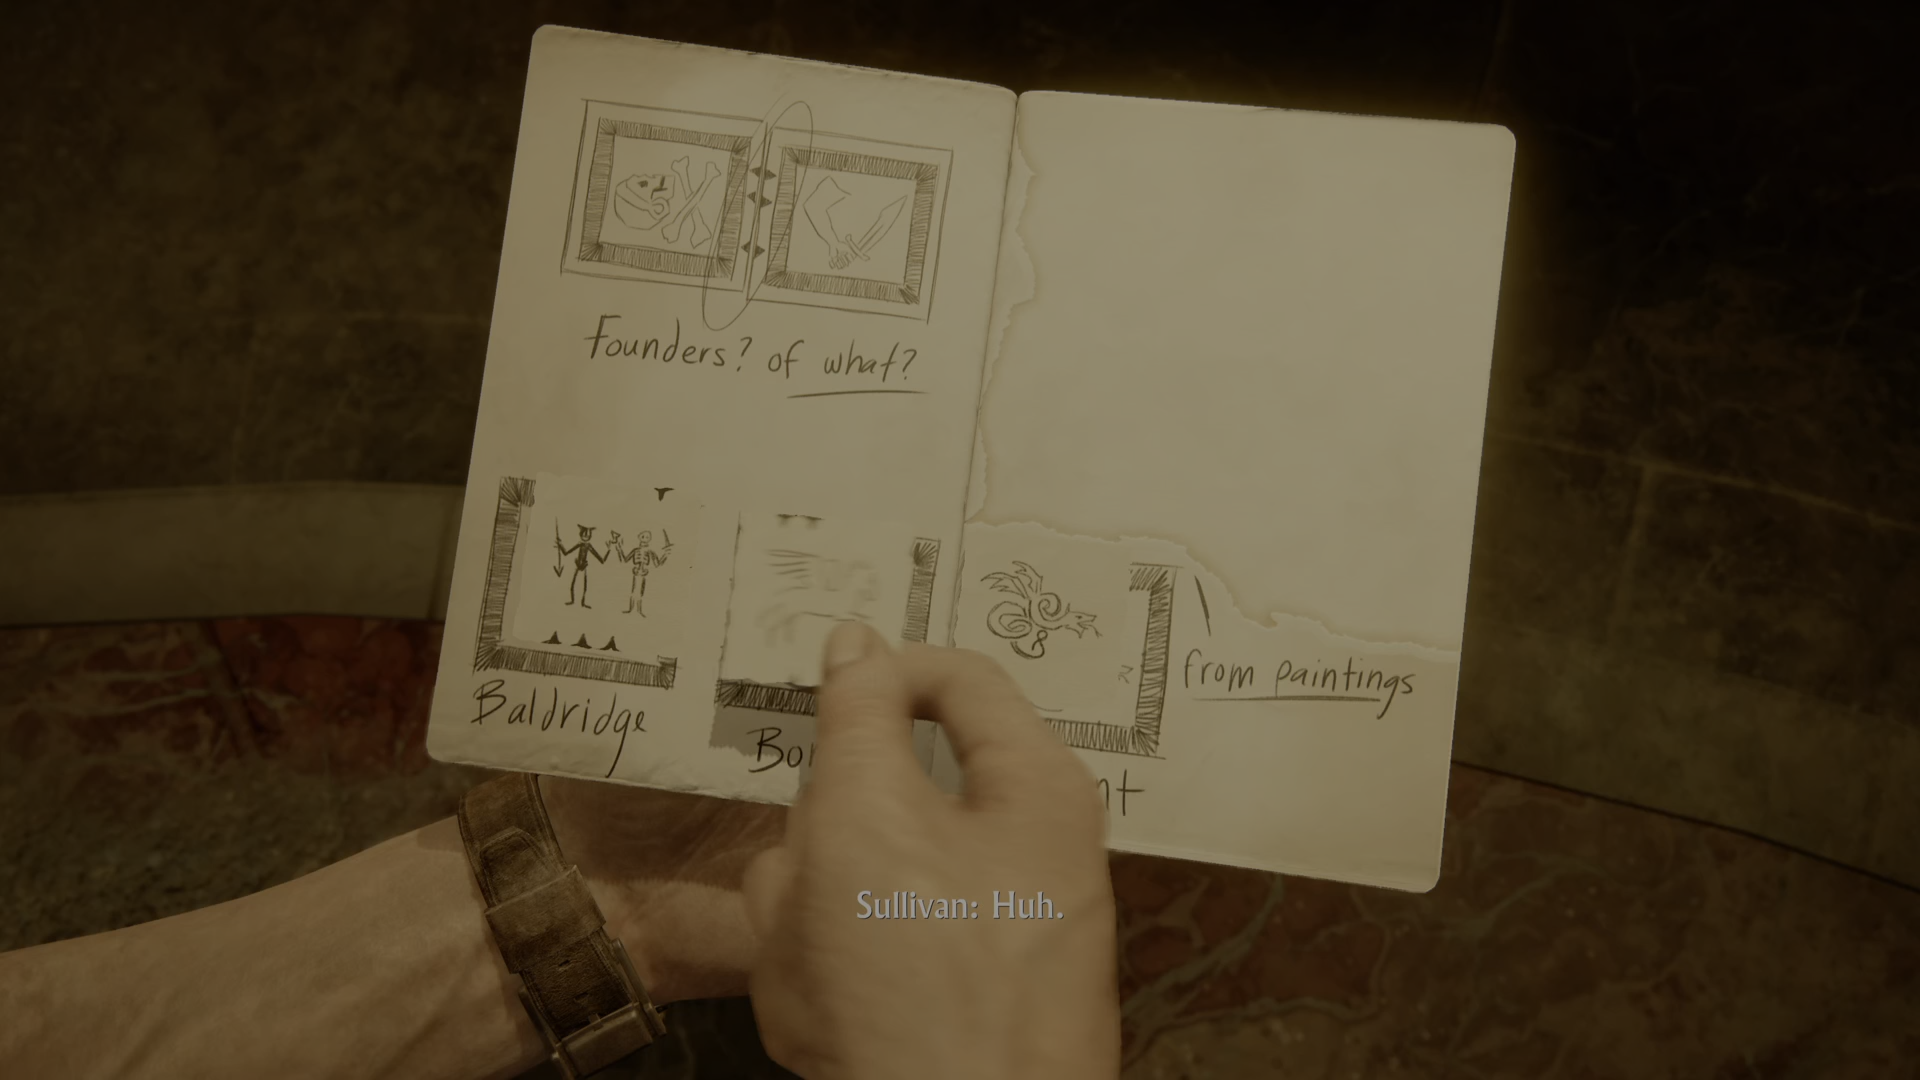 Founders? of what?
Baldridge
from paintings
Sullivan: Huh.